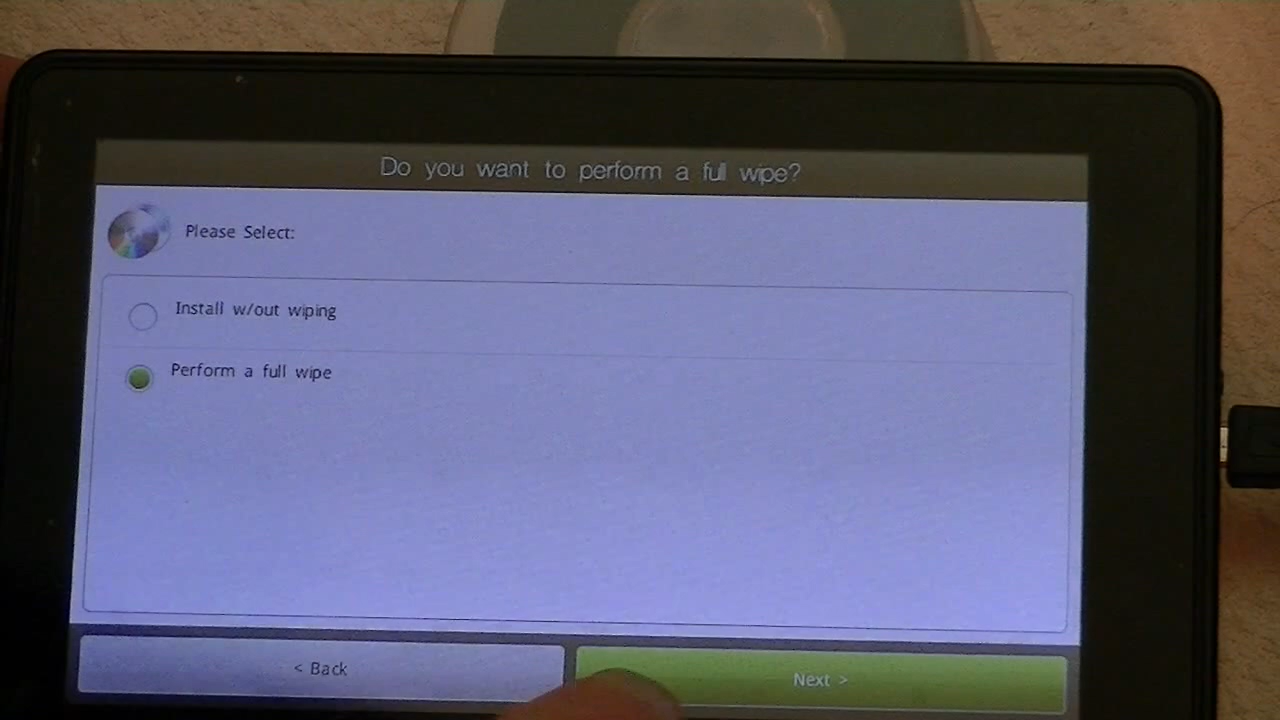 Do you want to perform a full wipe?
Please Select:
Install w/out wiping
Perform a full wipe
< Back
Next >